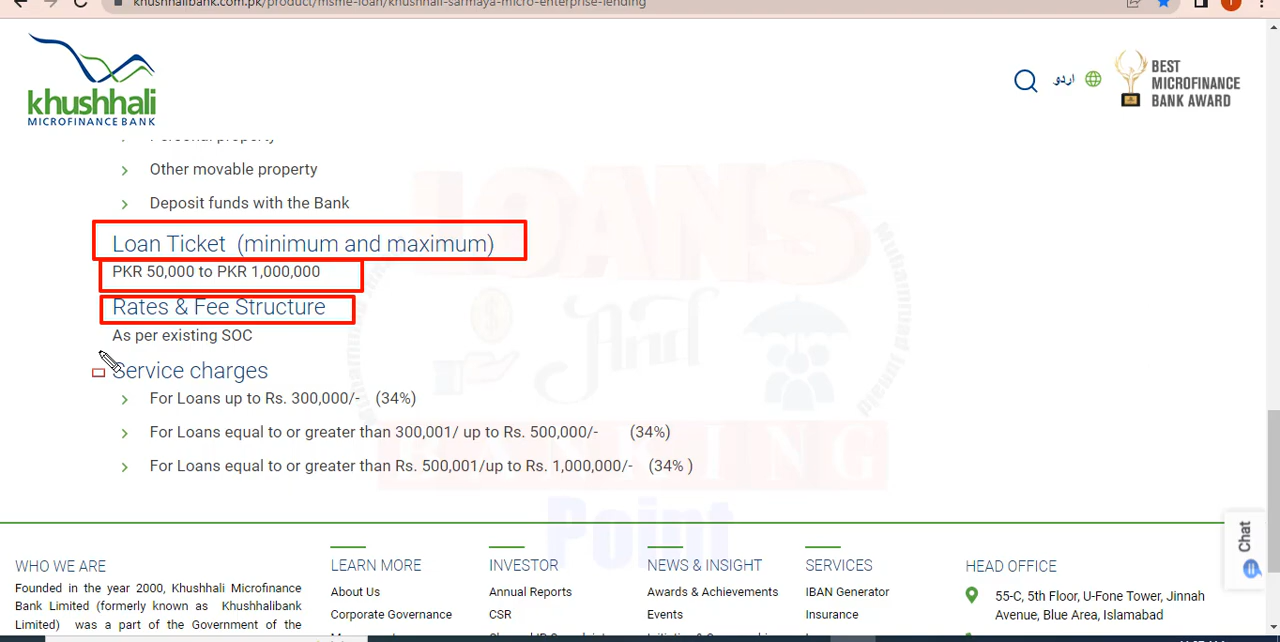 khushhalibank.com.pk/product/msme-loan/khushhali-sarmaya-micro-enterprise-lending
khushhali
MICROFINANCE BANK
اردو
BEST
MICROFINANCE
BANK AWARD
Personal property
Other movable property
Deposit funds with the Bank
Loan Ticket (minimum and maximum)
PKR 50,000 to PKR 1,000,000
Rates & Fee Structure
As per existing SOC
Service charges
For Loans up to Rs. 300,000/- (34%)
For Loans equal to or greater than 300,001/ up to Rs. 500,000/- (34%)
For Loans equal to or greater than Rs. 500,001/up to Rs. 1,000,000/- (34% )
LOANS
And
BANKING
Point
Muhammad
Chat
WHO WE ARE
Founded in the year 2000, Khushhali Microfinance
Bank Limited (formerly known as Khushhalibank
Limited) was a part of the Government of the
LEARN MORE
About Us
Corporate Governance
INVESTOR
Annual Reports
CSR
NEWS & INSIGHT
Awards & Achievements
Events
SERVICES
IBAN Generator
Insurance
HEAD OFFICE
55-C, 5th Floor, U-Fone Tower, Jinnah
Avenue, Blue Area, Islamabad